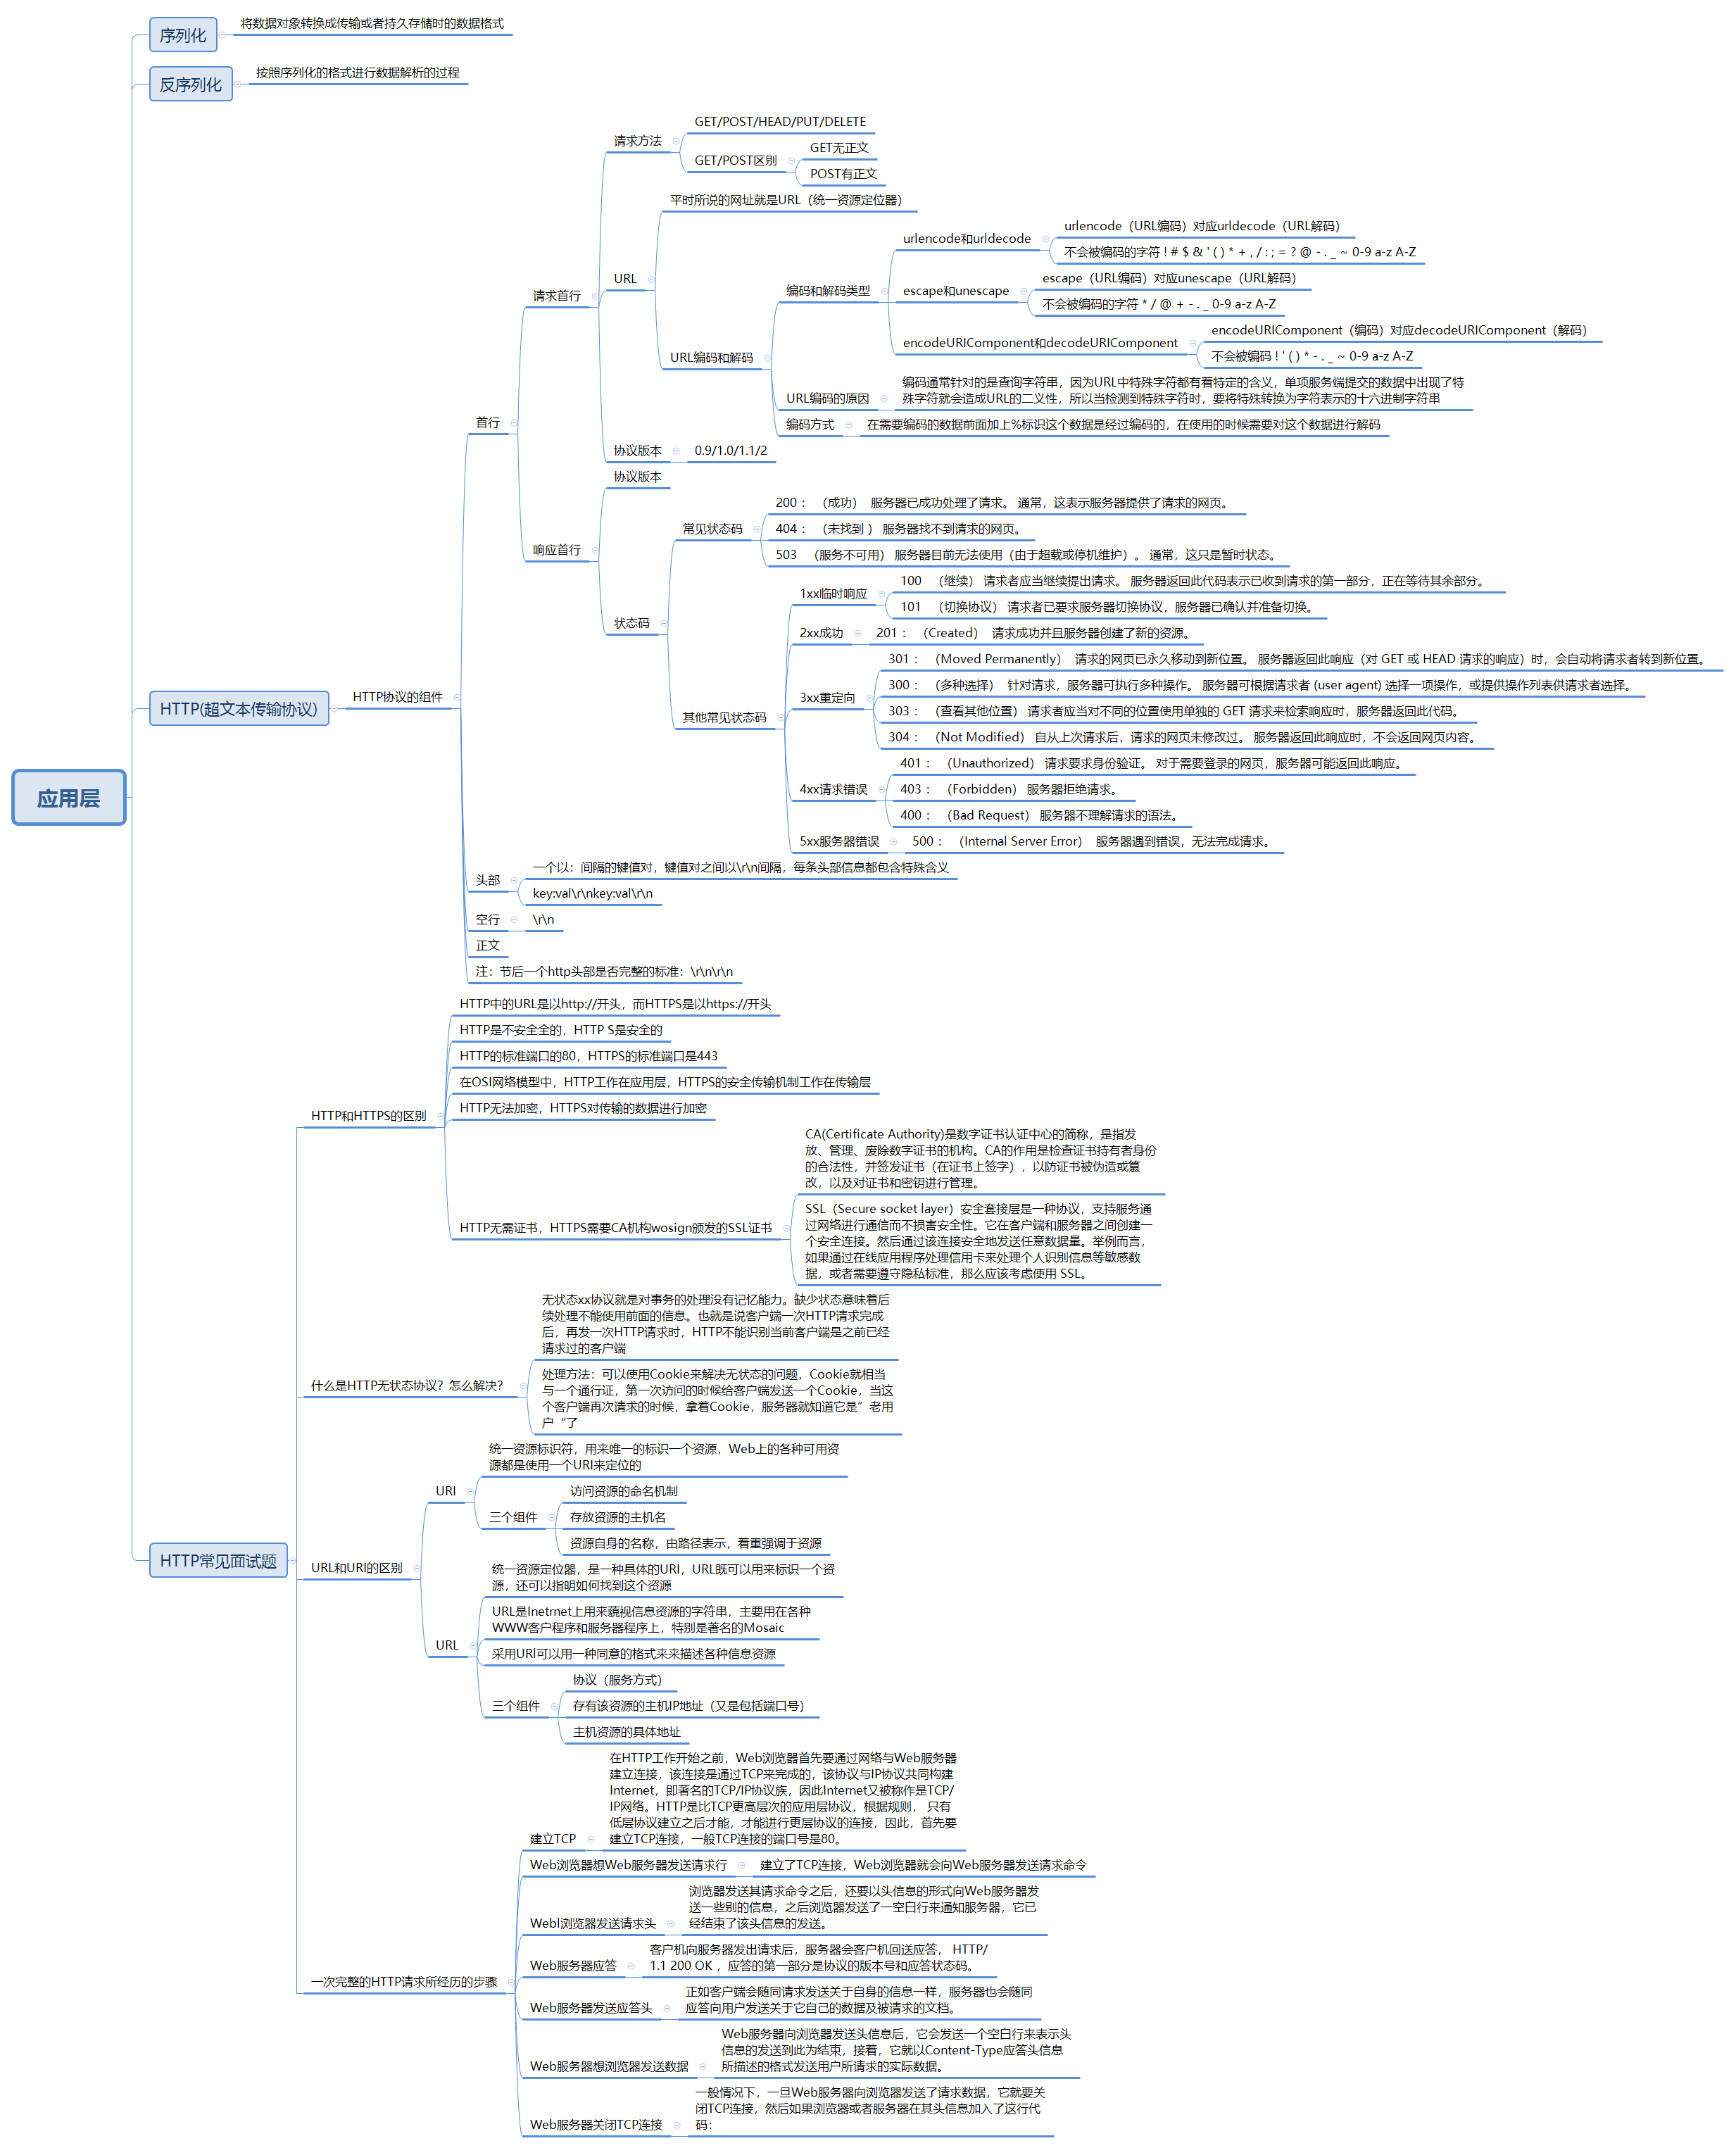 应用层
序列化
将数据对象转换成传输或者持久存储时的数据格式
反序列化
按照序列化的格式进行数据解析的过程
HTTP(超文本传输协议)
HTTP协议的组件
首行
请求首行
请求方法
GET/POST/HEAD/PUT/DELETE
GET/POST区别
GET无正文
POST有正文
URL
平时所说的网址就是URL（统一资源定位器）
URL编码和解码
编码和解码类型
urlencode和urldecode
urlencode（URL编码）对应urldecode（URL解码）
不会被编码的字符 ! # $ & ' ( ) * + , / : ; = ? @ - . _ ~ 0-9 a-z A-Z
escape和unescape
escape（URL编码）对应unescape（URL解码）
不会被编码的字符 * / @ + - . _ 0-9 a-z A-Z
encodeURIComponent和decodeURIComponent
encodeURIComponent（编码）对应decodeURIComponent（解码）
不会被编码 ! ' ( ) * - . _ ~ 0-9 a-z A-Z
URL编码的原因
编码通常针对的是查询字符串，因为URL中特殊字符都有着特定的含义，单项服务端提交的数据中出现了特
殊字符就会造成URL的二义性，所以当检测到特殊字符时，要将特殊转换为字符表示的十六进制字符串
编码方式
在需要编码的数据前面加上%标识这个数据是经过编码的，在使用的时候需要对这个数据进行解码
协议版本
0.9/1.0/1.1/2
响应首行
协议版本
状态码
常见状态码
200： （成功） 服务器已成功处理了请求。 通常，这表示服务器提供了请求的网页。
404： （未找到 ） 服务器找不到请求的网页。
503 （服务不可用） 服务器目前无法使用（由于超载或停机维护）。 通常，这只是暂时状态。
其他常见状态码
1xx临时响应
100 （继续） 请求者应当继续提出请求。 服务器返回此代码表示已收到请求的第一部分，正在等待其余部分。
101 （切换协议） 请求者已要求服务器切换协议，服务器已确认并准备切换。
2xx成功
201： （Created） 请求成功并且服务器创建了新的资源。
3xx重定向
301： （Moved Permanently） 请求的网页已永久移动到新位置。 服务器返回此响应（对 GET 或 HEAD 请求的响应）时，会自动将请求者转到新位置。
300： （多种选择） 针对请求，服务器可执行多种操作。 服务器可根据请求者 (user agent) 选择一项操作，或提供操作列表供请求者选择。
303： （查看其他位置） 请求者应当对不同的位置使用单独的 GET 请求来检索响应时，服务器返回此代码。
304： （Not Modified） 自从上次请求后，请求的网页未修改过。 服务器返回此响应时，不会返回网页内容。
4xx请求错误
401： （Unauthorized） 请求要求身份验证。 对于需要登录的网页，服务器可能返回此响应。
403： （Forbidden） 服务器拒绝请求。
400： （Bad Request） 服务器不理解请求的语法。
5xx服务器错误
500： （Internal Server Error） 服务器遇到错误，无法完成请求。
头部
一个以：间隔的键值对，键值对之间以\r\n间隔，每条头部信息都包含特殊含义
key:val\r\nkey:val\r\n
空行
\r\n
正文
注：节后一个http头部是否完整的标准：\r\n\r\n
HTTP常见面试题
HTTP和HTTPS的区别
HTTP中的URL是以http://开头，而HTTPS是以https://开头
HTTP是不安全全的，HTTP S是安全的
HTTP的标准端口的80，HTTPS的标准端口是443
在OSI网络模型中，HTTP工作在应用层，HTTPS的安全传输机制工作在传输层
HTTP无法加密，HTTPS对传输的数据进行加密
HTTP无需证书，HTTPS需要CA机构wosign颁发的SSL证书
CA(Certificate Authority)是数字证书认证中心的简称，是指发
放、管理、废除数字证书的机构。CA的作用是检查证书持有者身份
的合法性，并签发证书（在证书上签字），以防证书被伪造或篡
改，以及对证书和密钥进行管理。
SSL（Secure socket layer）安全套接层是一种协议，支持服务通
过网络进行通信而不损害安全性。它在客户端和服务器之间创建一
个安全连接。然后通过该连接安全地发送任意数据量。举例而言，
如果通过在线应用程序处理信用卡来处理个人识别信息等敏感数
据，或者需要遵守隐私标准，那么应该考虑使用 SSL。
什么是HTTP无状态协议？怎么解决？
无状态xx协议就是对事务的处理没有记忆能力。缺少状态意味着后
续处理不能使用前面的信息。也就是说客户端一次HTTP请求完成
后，再发一次HTTP请求时，HTTP不能识别当前客户端是之前已经
请求过的客户端
处理方法：可以使用Cookie来解决无状态的问题，Cookie就相当
与一个通行证，第一次访问的时候给客户端发送一个Cookie，当这
个客户端再次请求的时候，拿着Cookie，服务器就知道它是”老用
户“了
URL和URI的区别
URI
统一资源标识符，用来唯一的标识一个资源，Web上的各种可用资
源都是使用一个URI来定位的
三个组件
访问资源的命名机制
存放资源的主机名
资源自身的名称，由路径表示，着重强调于资源
URL
统一资源定位器，是一种具体的URI，URL既可以用来标识一个资
源，还可以指明如何找到这个资源
URL是Inetrnet上用来藐视信息资源的字符串，主要用在各种
WWW客户程序和服务器程序上，特别是著名的Mosaic
采用URI可以用一种同意的格式来来描述各种信息资源
三个组件
协议（服务方式）
存有该资源的主机IP地址（又是包括端口号）
主机资源的具体地址
一次完整的HTTP请求所经历的步骤
建立TCP
在HTTP工作开始之前，Web浏览器首先要通过网络与Web服务器
建立连接，该连接是通过TCP来完成的，该协议与IP协议共同构建
Internet，即著名的TCP/IP协议族，因此Internet又被称作是TCP/
IP网络。HTTP是比TCP更高层次的应用层协议，根据规则， 只有
低层协议建立之后才能，才能进行更层协议的连接，因此，首先要
建立TCP连接，一般TCP连接的端口号是80。
Web浏览器想Web服务器发送请求行
建立了TCP连接，Web浏览器就会向Web服务器发送请求命令
Webl浏览器发送请求头
浏览器发送其请求命令之后，还要以头信息的形式向Web服务器发
送一些别的信息，之后浏览器发送了一空白行来通知服务器，它已
经结束了该头信息的发送。
Web服务器应答
客户机向服务器发出请求后，服务器会客户机回送应答， HTTP/
1.1 200 OK ，应答的第一部分是协议的版本号和应答状态码。
Web服务器发送应答头
正如客户端会随同请求发送关于自身的信息一样，服务器也会随同
应答向用户发送关于它自己的数据及被请求的文档。
Web服务器想浏览器发送数据
Web服务器向浏览器发送头信息后，它会发送一个空白行来表示头
信息的发送到此为结束，接着，它就以Content-Type应答头信息
所描述的格式发送用户所请求的实际数据。
Web服务器关闭TCP连接
一般情况下，一旦Web服务器向浏览器发送了请求数据，它就要关
闭TCP连接，然后如果浏览器或者服务器在其头信息加入了这行代
码：